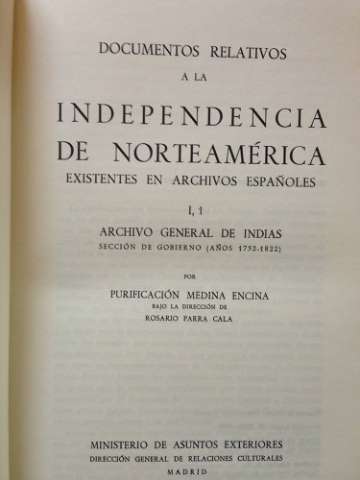 DOCUMENTOS RELATIVOS
A LA
INDEPENDENCIA
DE NORTEAMÉRICA
EXISTENTES EN ARCHIVOS ESPAÑOLES
I, 1
ARCHIVO GENERAL DE INDIAS
SECCIÓN DE GOBIERNO (AÑOS 1752-1822)
POR
PURIFICACIÓN MEDINA ENCINA
BAJO LA DIRECCIÓN DE
ROSARIO PARRA CALA
MINISTERIO DE ASUNTOS EXTERIORES
DIRECCIÓN GENERAL DE RELACIONES CULTURALES
MADRID